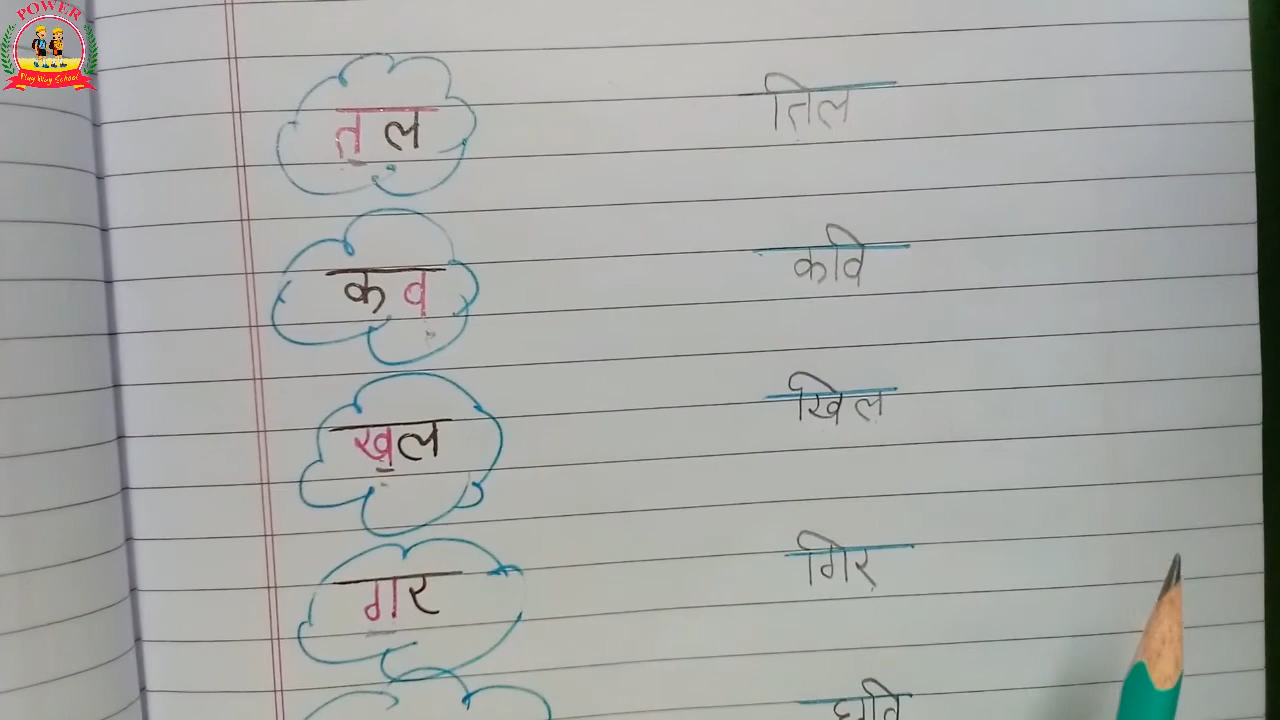 POWER
Play Way School
तल तिल
कव कवि
खल खिल
गर गिर